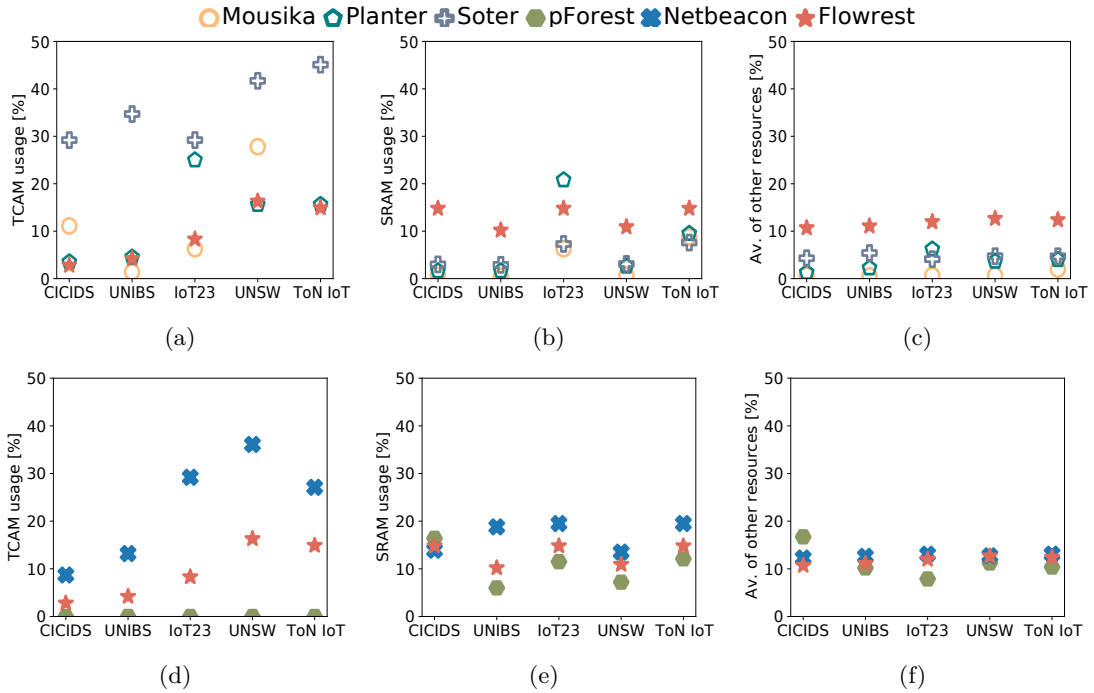 Mousika Planter Soter pForest Netbeacon Flowrest
50
40
30
20
10
0
TCAM usage [%]
CICIDS UNIBS IoT23 UNSW ToN IoT
(a)
50
40
30
20
10
0
SRAM usage [%]
CICIDS UNIBS IoT23 UNSW ToN IoT
(b)
50
40
30
20
10
0
Av. of other resources [%]
CICIDS UNIBS IoT23 UNSW ToN IoT
(c)
50
40
30
20
10
0
TCAM usage [%]
CICIDS UNIBS IoT23 UNSW ToN IoT
(d)
50
40
30
20
10
0
SRAM usage [%]
CICIDS UNIBS IoT23 UNSW ToN IoT
(e)
50
40
30
20
10
0
Av. of other resources [%]
CICIDS UNIBS IoT23 UNSW ToN IoT
(f)